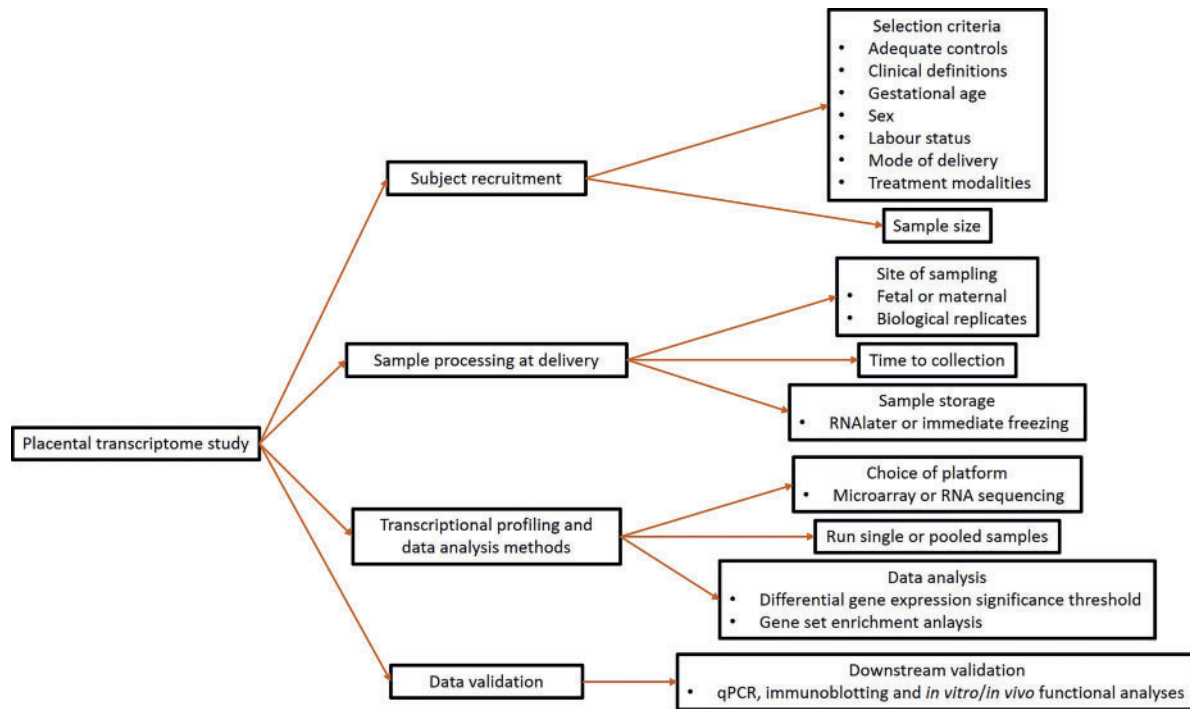 Selection criteria
• Adequate controls
• Clinical definitions
• Gestational age
• Sex
• Labour status
• Mode of delivery
• Treatment modalities
Subject recruitment
Sample size
Site of sampling
• Fetal or maternal
• Biological replicates
Sample processing at delivery
Time to collection
Sample storage
• RNAlater or immediate freezing
Placental transcriptome study
Choice of platform
• Microarray or RNA sequencing
Transcriptional profiling and
data analysis methods
Run single or pooled samples
Data analysis
• Differential gene expression significance threshold
• Gene set enrichment anlaysis
Data validation
Downstream validation
• qPCR, immunoblotting and in vitro/in vivo functional analyses